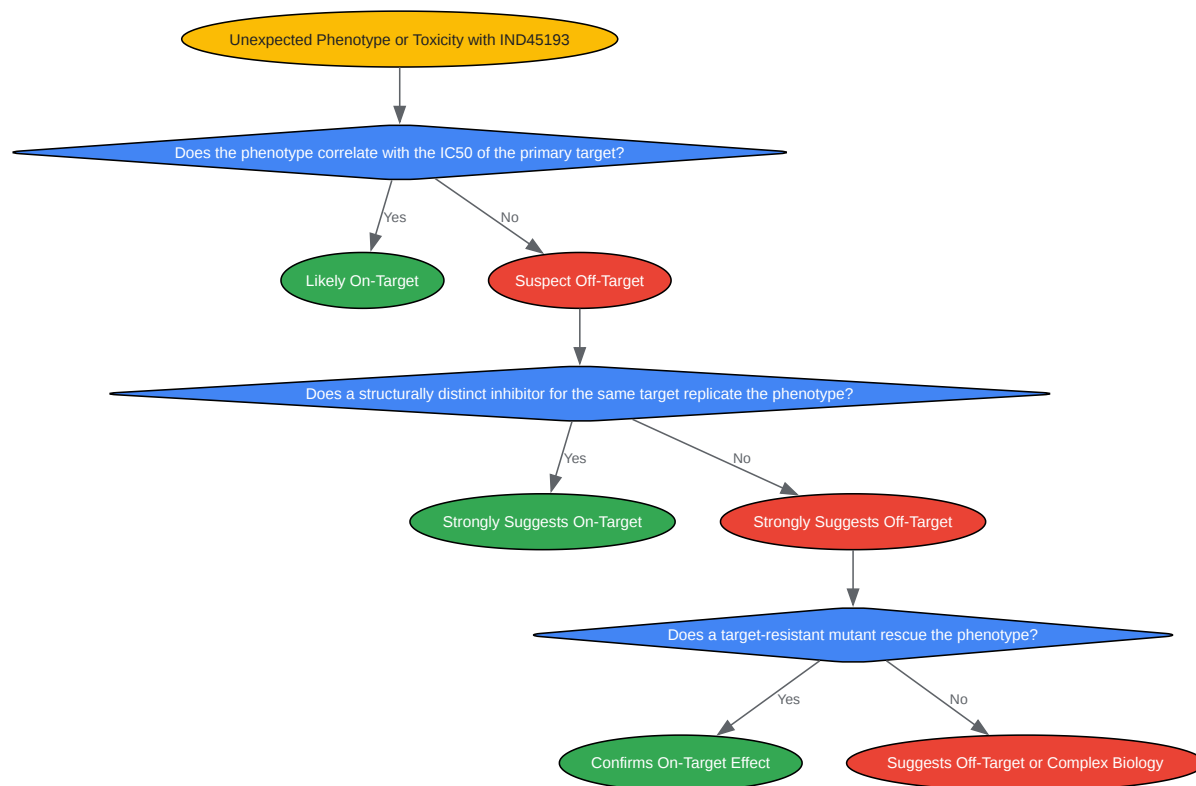 Unexpected Phenotype or Toxicity with IND45193
Does the phenotype correlate with the IC50 of the primary target?
Yes
No
Likely On-Target
Suspect Off-Target
Does a structurally distinct inhibitor for the same target replicate the phenotype?
Yes
No
Strongly Suggests On-Target
Strongly Suggests Off-Target
Does a target-resistant mutant rescue the phenotype?
Yes
No
Confirms On-Target Effect
Suggests Off-Target or Complex Biology